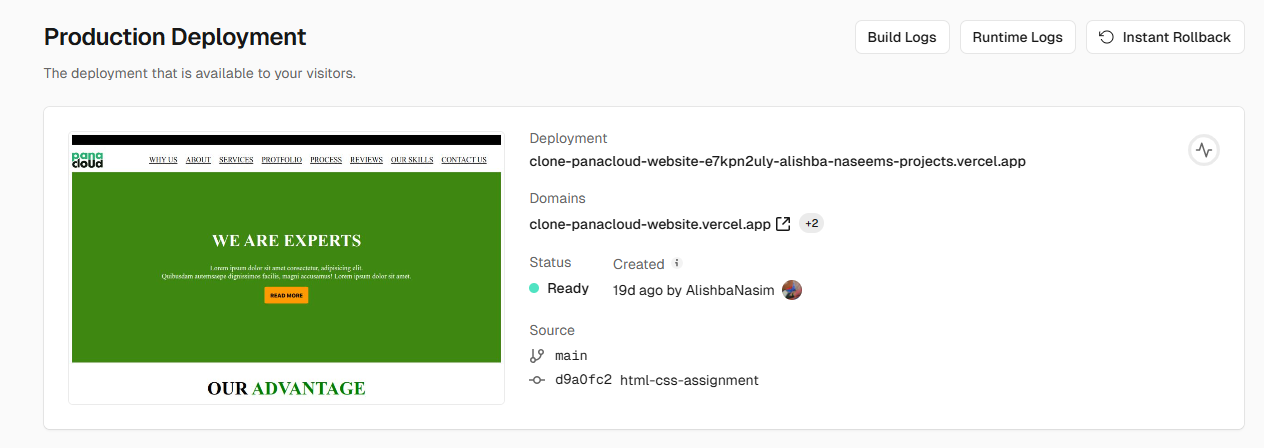 Production Deployment
Build Logs
Runtime Logs
Instant Rollback
The deployment that is available to your visitors.
pana
cloud
WHY US ABOUT SERVICES PROTFOLIO PROCESS REVIEWS OUR SKILLS CONTACT US
WE ARE EXPERTS
Lorem ipsum dolor sit amet consectetur, adipisicing elit.
Quibusdam autemsaepe dignissimos facilis, magni accusamus! Lorem ipsum dolor sit amet.
READ MORE
OUR ADVANTAGE
Deployment
clone-panacloud-website-e7kpn2uly-alishba-naseems-projects.vercel.app
Domains
clone-panacloud-website.vercel.app +2
Status
Ready
Created
19d ago by AlishbaNasim
Source
main
d9a0fc2 html-css-assignment